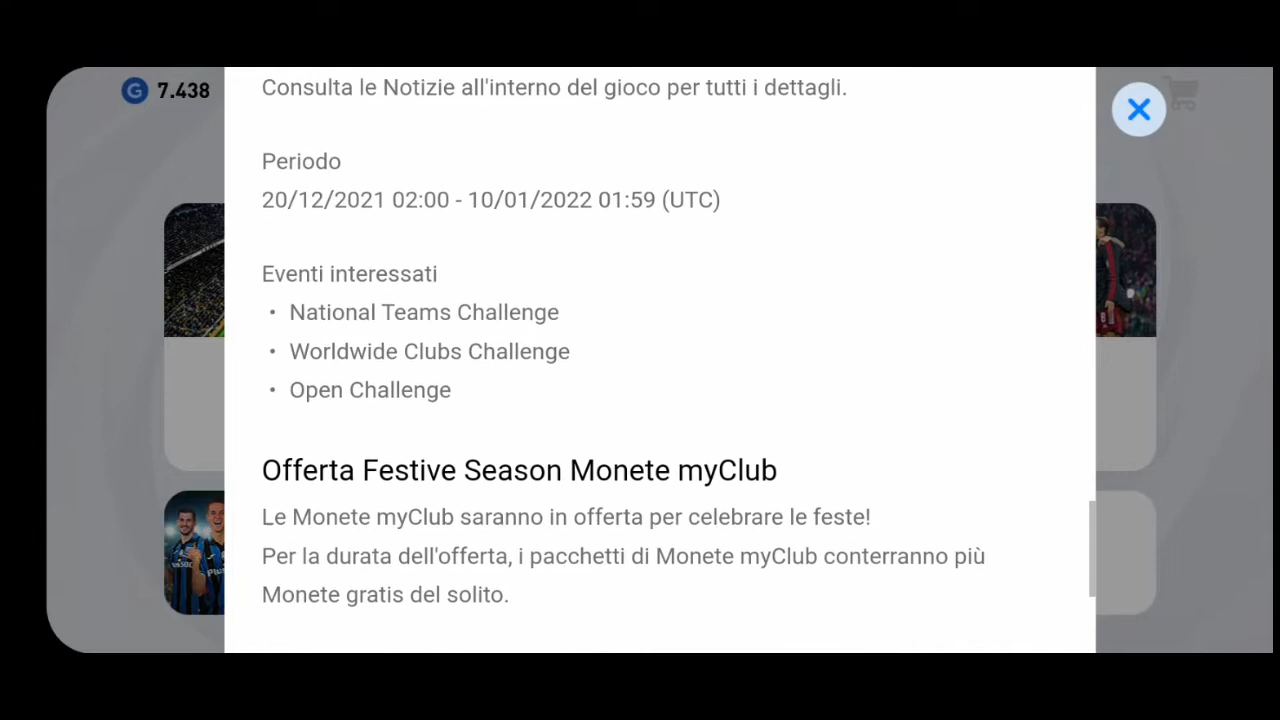 G 7.438
Consulta le Notizie all'interno del gioco per tutti i dettagli.
Periodo
20/12/2021 02:00 - 10/01/2022 01:59 (UTC)
Eventi interessati
• National Teams Challenge
• Worldwide Clubs Challenge
• Open Challenge
Offerta Festive Season Monete myClub
Le Monete myClub saranno in offerta per celebrare le feste!
Per la durata dell'offerta, i pacchetti di Monete myClub conterranno più
Monete gratis del solito.